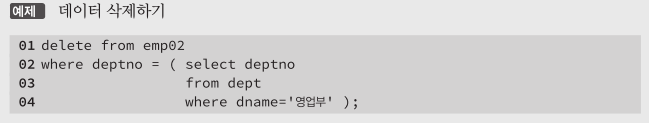 예제 데이터 삭제하기
01 delete from emp02
02 where deptno = ( select deptno
03 from dept
04 where dname='영업부' );